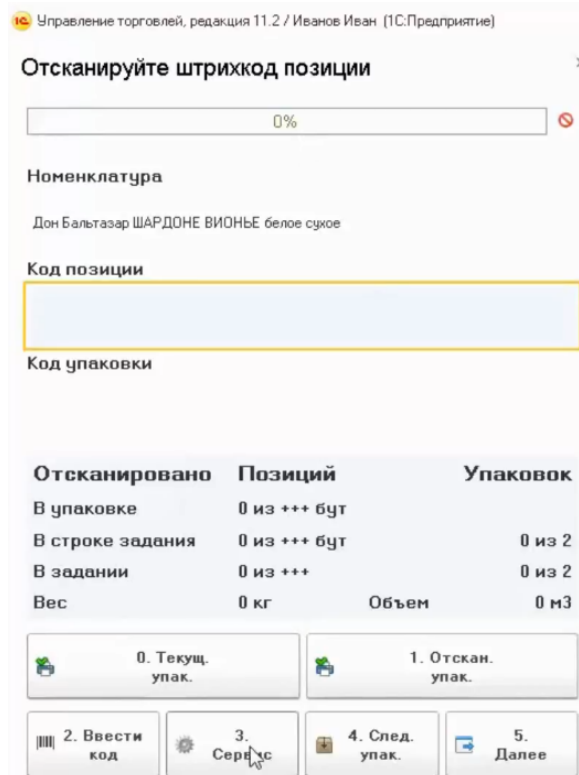 1С Управление торговлей, редакция 11.2 / Иванов Иван (1С:Предприятие)
Отсканируйте штрихкод позиции
0%
Номенклатура
Дон Бальтазар ШАРДОНЕ ВИОНЬЕ белое сухое
Код позиции
Код упаковки
Отсканировано Позиций Упаковок
В упаковке 0 из +++ бут
В строке задания 0 из +++ бут 0 из 2
В задании 0 из +++ 0 из 2
Вес 0 кг Объем 0 м3
0. Текущ. упак.
1. Отскан. упак.
2. Ввести код
3. Сервис
4. След. упак.
5. Далее